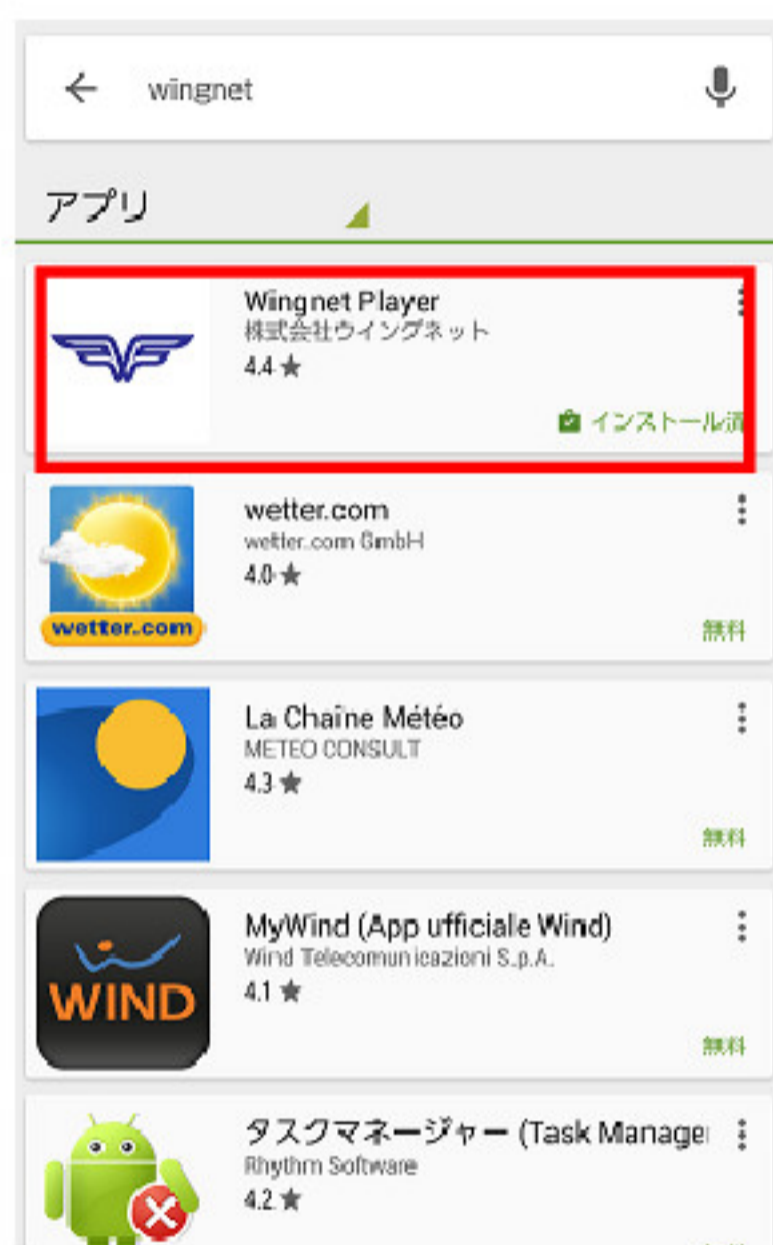 wingnet
アプリ
Wingnet Player
株式会社ウイングネット
4.4 ★
インストール済
wetter.com
wetter.com GmbH
4.0 ★
wetter.com
無料
La Chaîne Météo
METEO CONSULT
4.3 ★
無料
MyWind (App ufficiale Wind)
Wind Telecomunicazioni S.p.A.
4.1 ★
WIND
無料
タスクマネージャー (Task Manage
Rhythm Software
4.2 ★